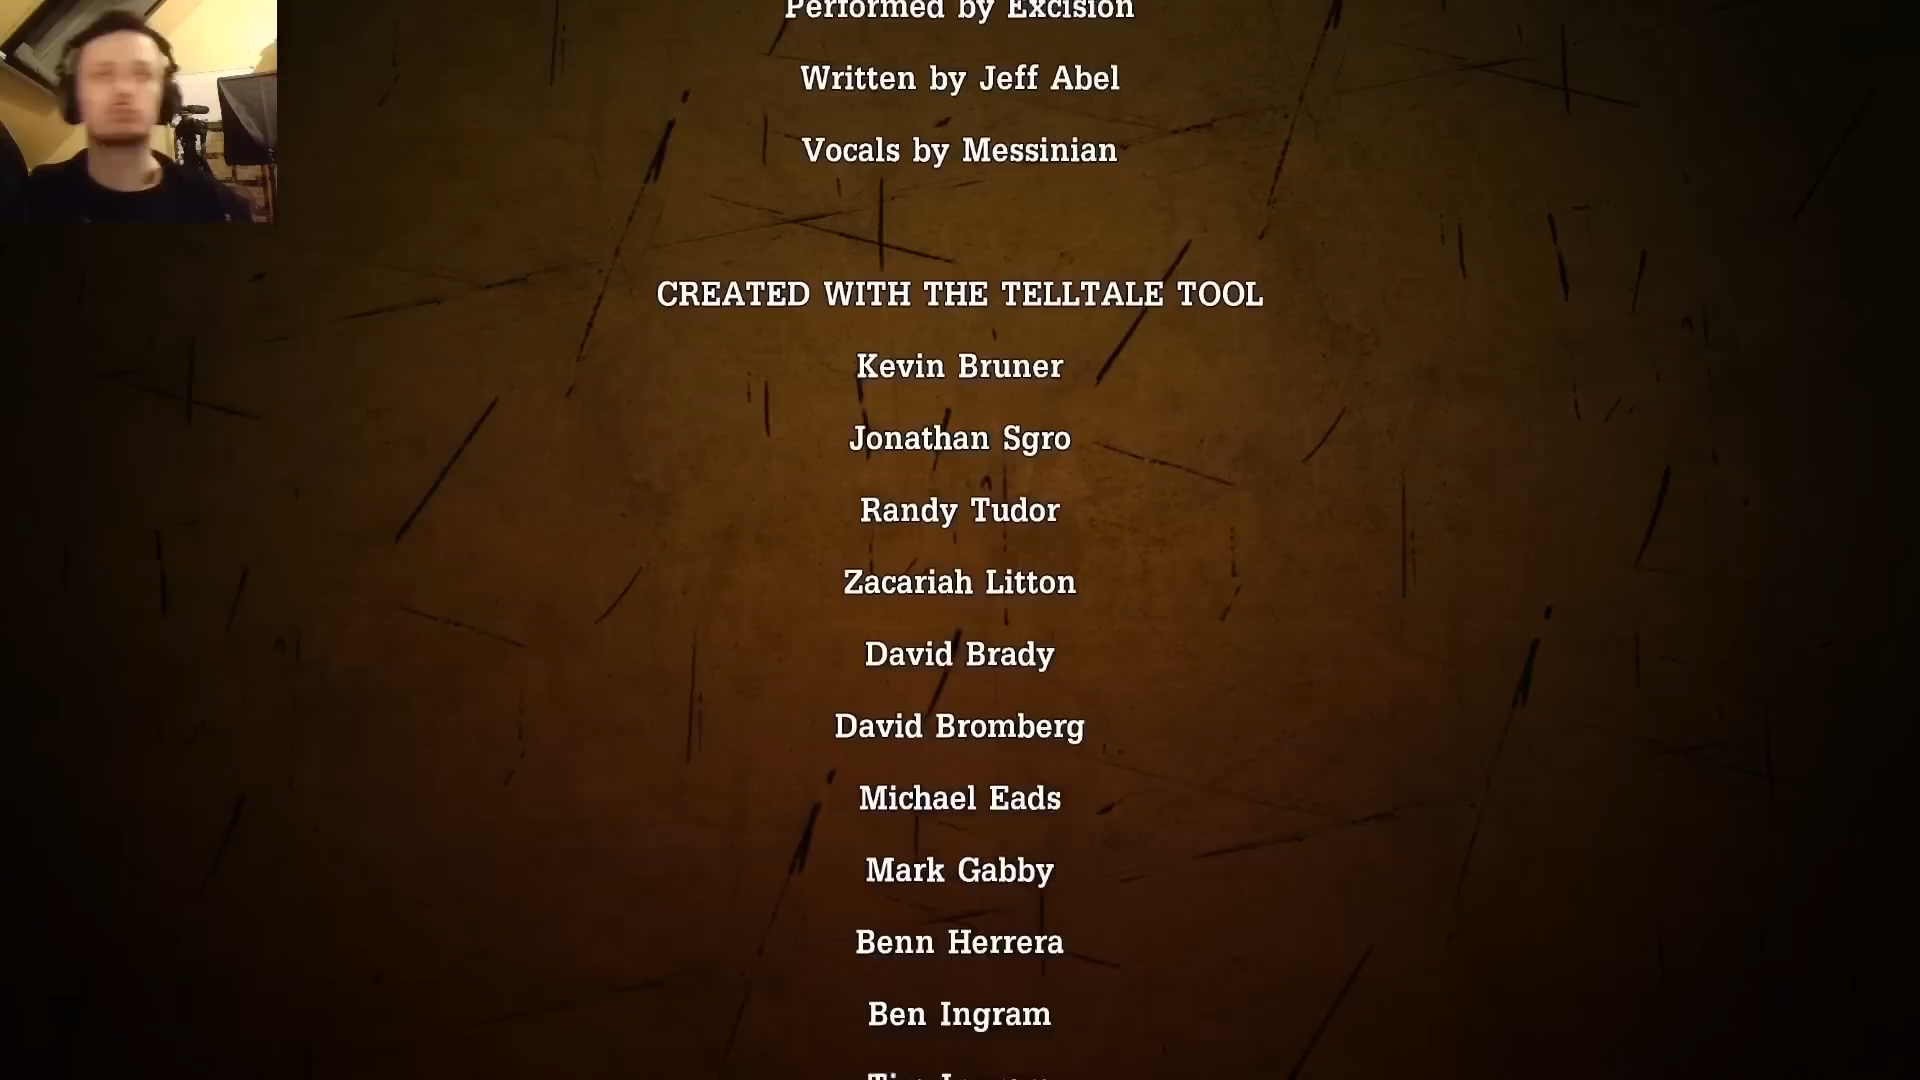 Performed by Excision
Written by Jeff Abel
Vocals by Messinian
CREATED WITH THE TELLTALE TOOL
Kevin Bruner
Jonathan Sgro
Randy Tudor
Zacariah Litton
David Brady
David Bromberg
Michael Eads
Mark Gabby
Benn Herrera
Ben Ingram